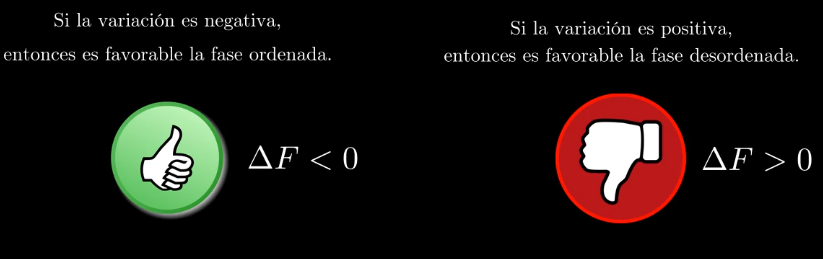 Si la variación es negativa,
entonces es favorable la fase ordenada.
ΔF < 0
Si la variación es positiva,
entonces es favorable la fase desordenada.
ΔF > 0